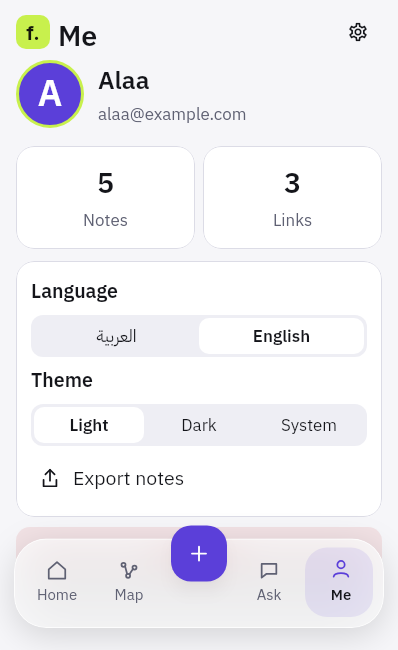 f. Me
A
Alaa
alaa@example.com
5
Notes
3
Links
Language
العربية English
Theme
Light Dark System
Export notes
Home Map Ask Me